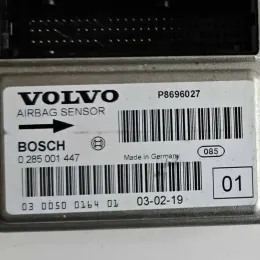 VOLVO
P8696027
AIRBAG SENSOR
BOSCH
0 285 001 447
Made in Germany
085
01
03 0050 0164 01
03-02-19